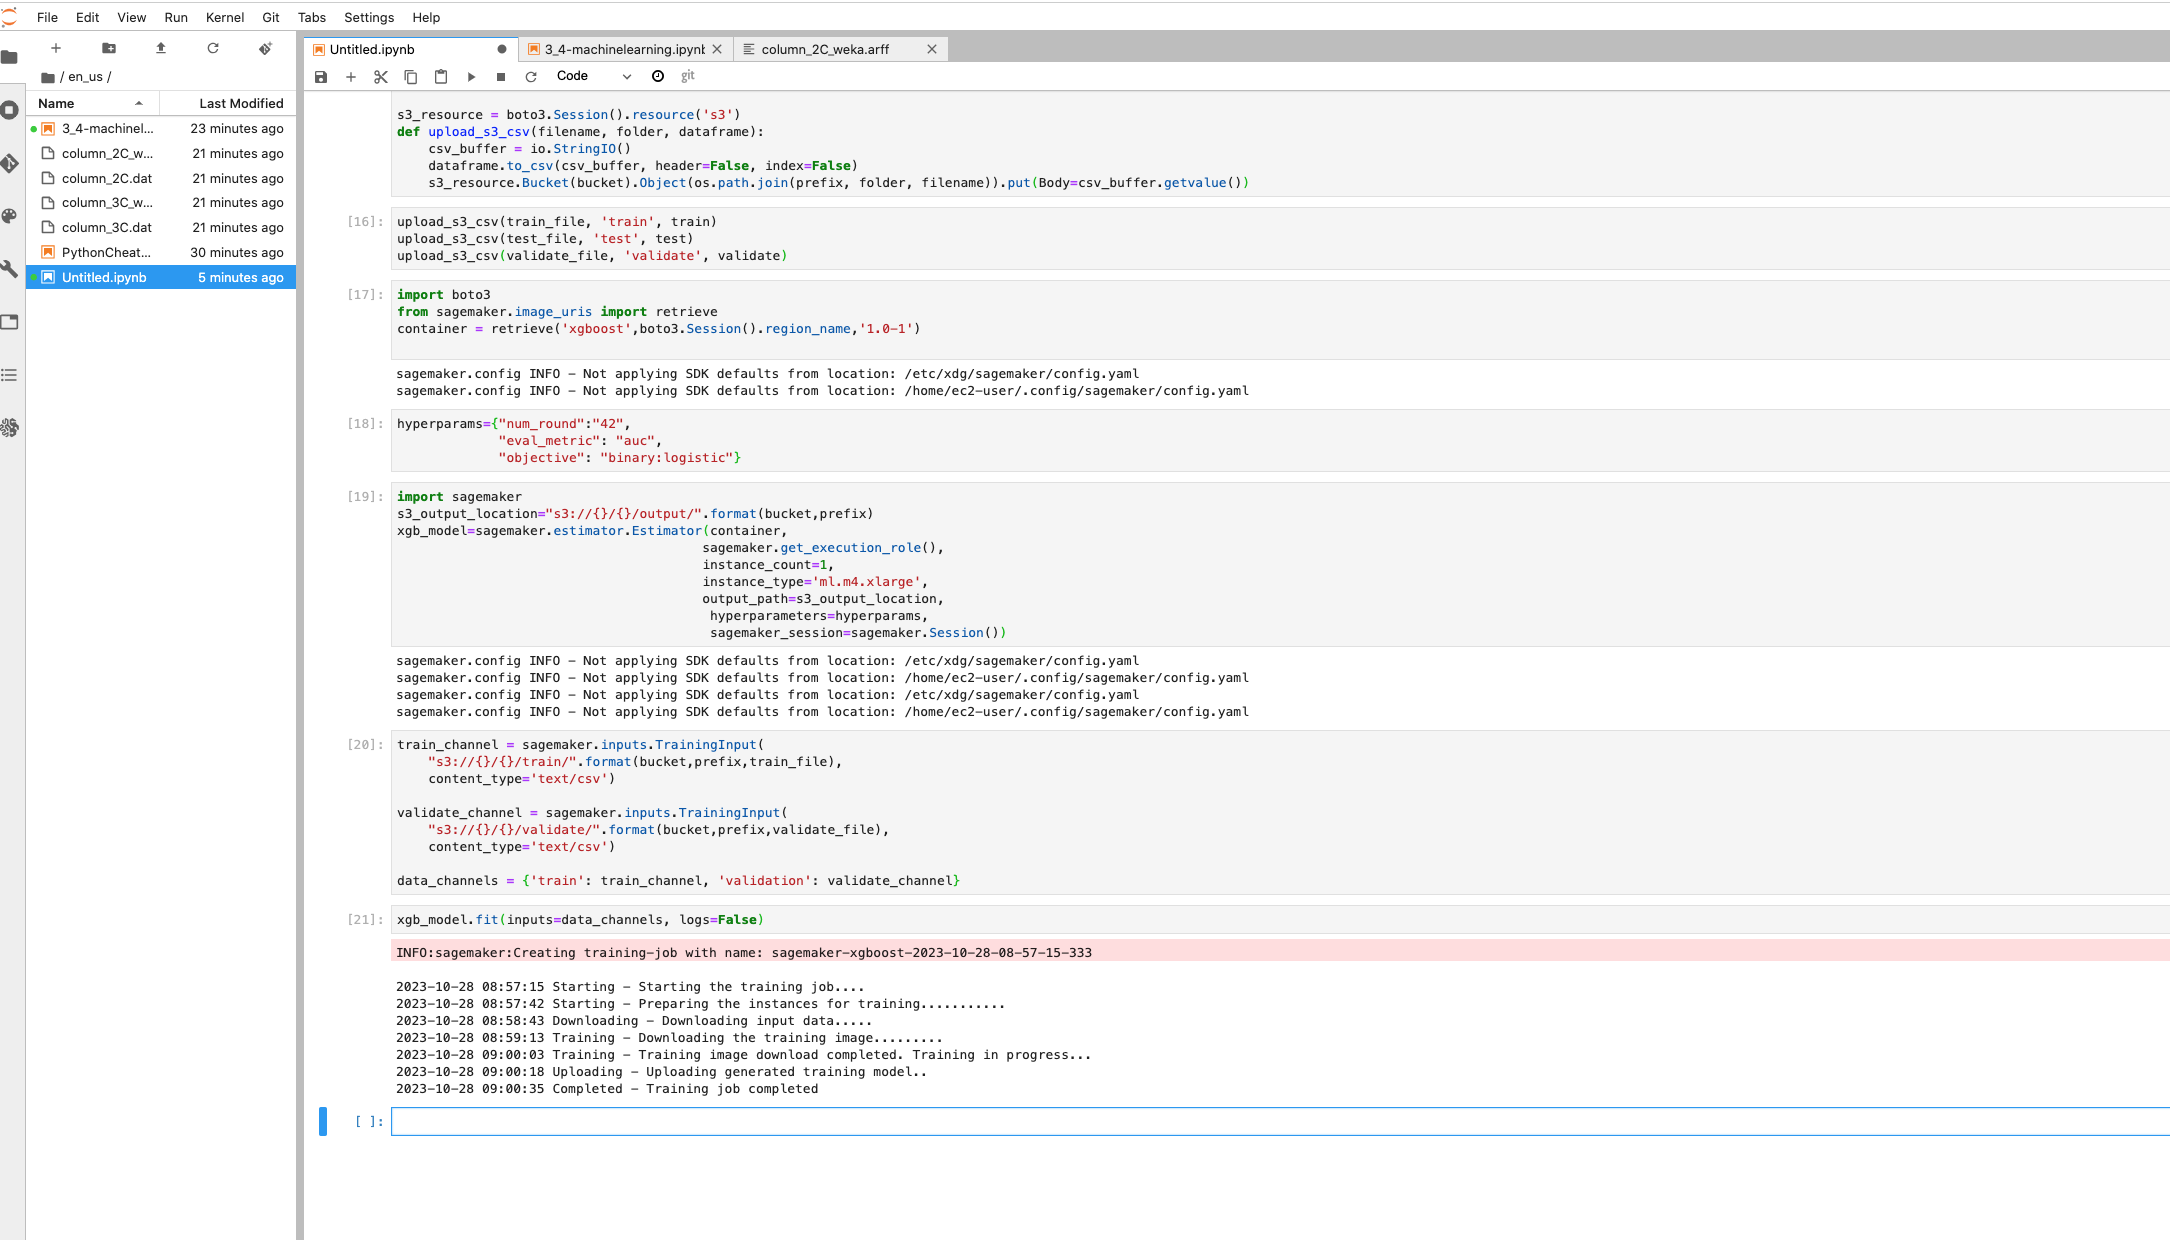 File Edit View Run Kernel Git Tabs Settings Help
/ en_us /
Name Last Modified
3_4-machinel... 23 minutes ago
column_2C_w... 21 minutes ago
column_2C.dat 21 minutes ago
column_3C_w... 21 minutes ago
column_3C.dat 21 minutes ago
PythonCheat... 30 minutes ago
Untitled.ipynb 5 minutes ago
Untitled.ipynb 3_4-machinelearning.ipynb column_2C_weka.arff
Code git
s3_resource = boto3.Session().resource('s3')
def upload_s3_csv(filename, folder, dataframe):
    csv_buffer = io.StringIO()
    dataframe.to_csv(csv_buffer, header=False, index=False)
    s3_resource.Bucket(bucket).Object(os.path.join(prefix, folder, filename)).put(Body=csv_buffer.getvalue())
[16]: upload_s3_csv(train_file, 'train', train)
upload_s3_csv(test_file, 'test', test)
upload_s3_csv(validate_file, 'validate', validate)
[17]: import boto3
from sagemaker.image_uris import retrieve
container = retrieve('xgboost',boto3.Session().region_name,'1.0-1')
sagemaker.config INFO - Not applying SDK defaults from location: /etc/xdg/sagemaker/config.yaml
sagemaker.config INFO - Not applying SDK defaults from location: /home/ec2-user/.config/sagemaker/config.yaml
[18]: hyperparams={"num_round":"42",
"eval_metric": "auc",
"objective": "binary:logistic"}
[19]: import sagemaker
s3_output_location="s3://{}/{}/output/".format(bucket,prefix)
xgb_model=sagemaker.estimator.Estimator(container,
sagemaker.get_execution_role(),
instance_count=1,
instance_type='ml.m4.xlarge',
output_path=s3_output_location,
hyperparameters=hyperparams,
sagemaker_session=sagemaker.Session())
sagemaker.config INFO - Not applying SDK defaults from location: /etc/xdg/sagemaker/config.yaml
sagemaker.config INFO - Not applying SDK defaults from location: /home/ec2-user/.config/sagemaker/config.yaml
sagemaker.config INFO - Not applying SDK defaults from location: /etc/xdg/sagemaker/config.yaml
sagemaker.config INFO - Not applying SDK defaults from location: /home/ec2-user/.config/sagemaker/config.yaml
[20]: train_channel = sagemaker.inputs.TrainingInput(
    "s3://{}/{}/train/".format(bucket,prefix,train_file),
    content_type='text/csv')
validate_channel = sagemaker.inputs.TrainingInput(
    "s3://{}/{}/validate/".format(bucket,prefix,validate_file),
    content_type='text/csv')
data_channels = {'train': train_channel, 'validation': validate_channel}
[21]: xgb_model.fit(inputs=data_channels, logs=False)
INFO:sagemaker:Creating training-job with name: sagemaker-xgboost-2023-10-28-08-57-15-333
2023-10-28 08:57:15 Starting - Starting the training job....
2023-10-28 08:57:42 Starting - Preparing the instances for training...........
2023-10-28 08:58:43 Downloading - Downloading input data.....
2023-10-28 08:59:13 Training - Downloading the training image.........
2023-10-28 09:00:03 Training - Training image download completed. Training in progress...
2023-10-28 09:00:18 Uploading - Uploading generated training model..
2023-10-28 09:00:35 Completed - Training job completed
[ ]: